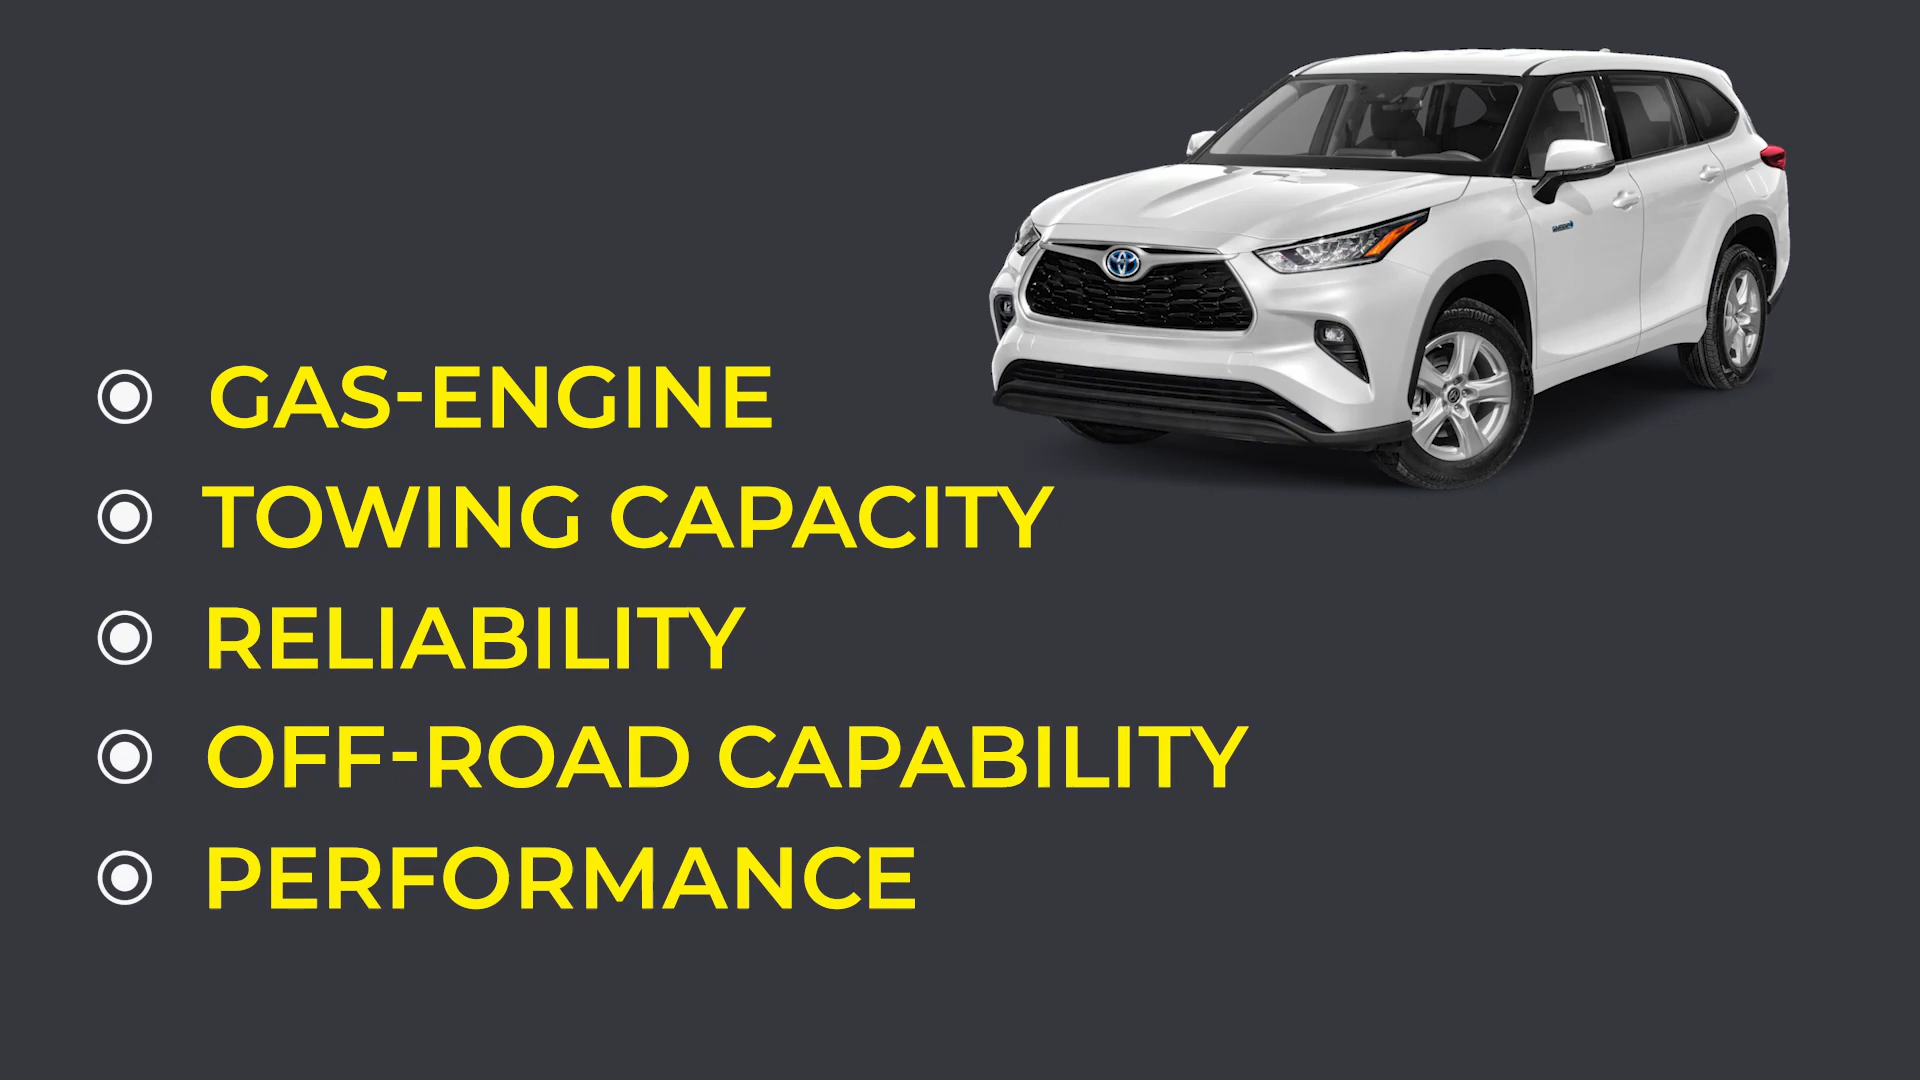 GAS-ENGINE
TOWING CAPACITY
RELIABILITY
OFF-ROAD CAPABILITY
PERFORMANCE